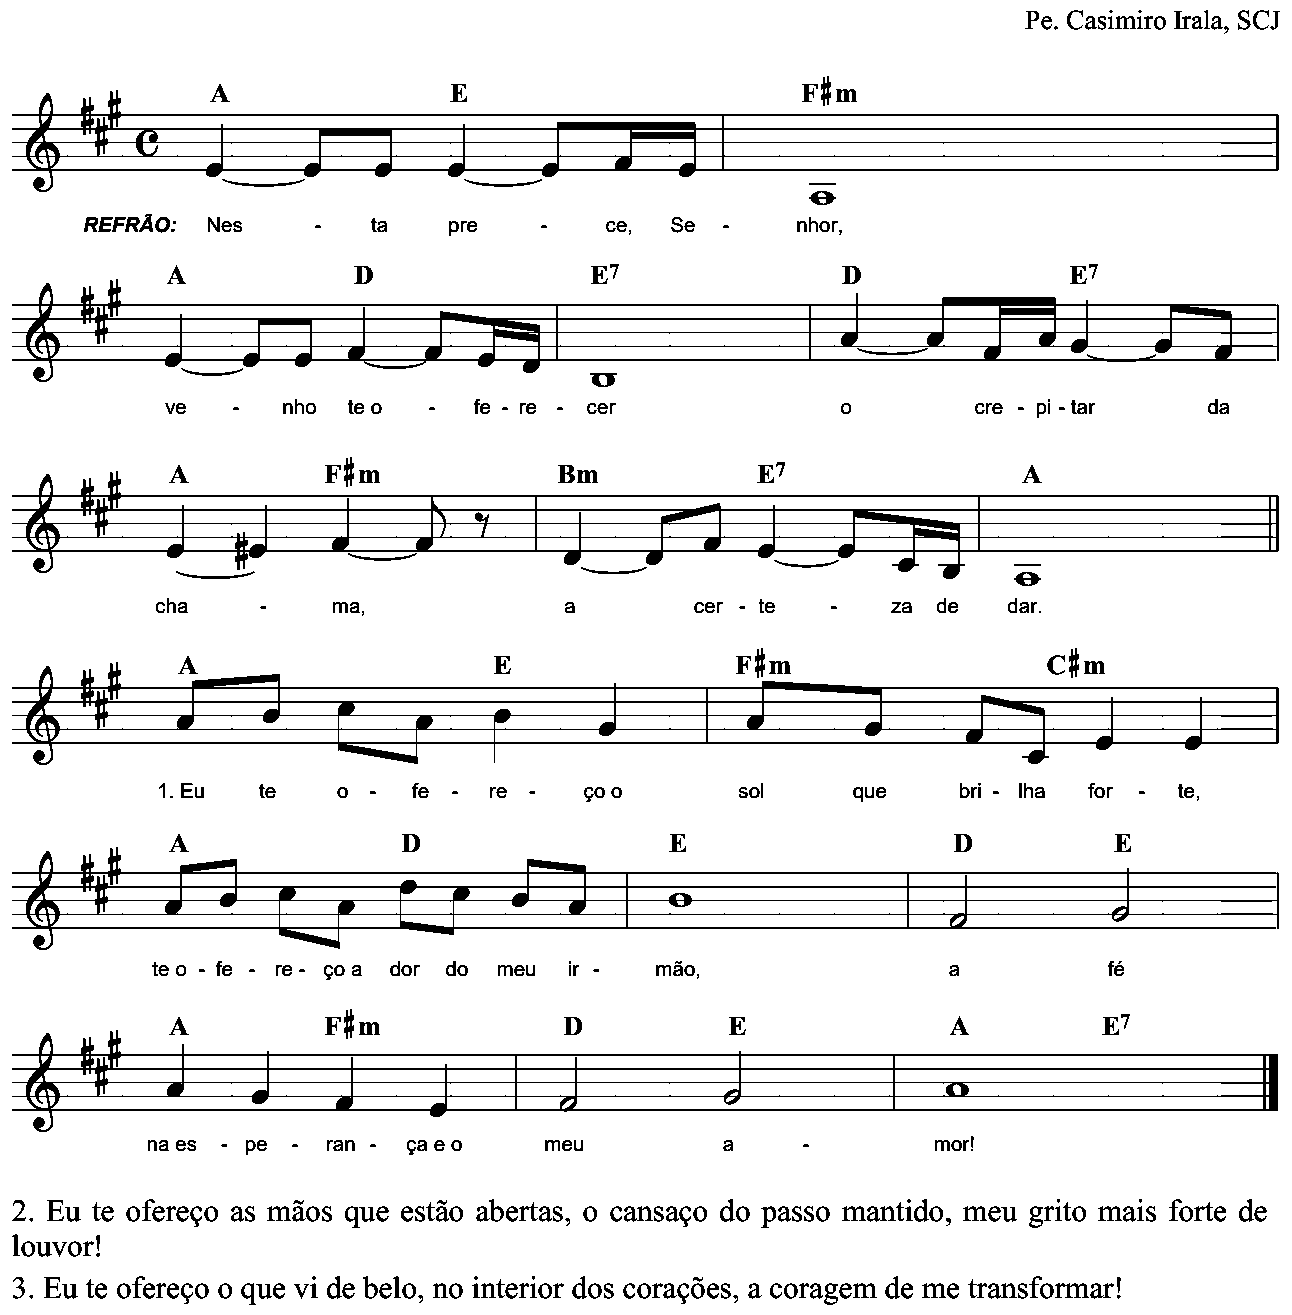 Pe. Casimiro Irala, SCJ
A E F#m
REFRÃO: Nes - ta pre - ce, Se - nhor,
A D E7 D E7
ve - nho te o - fe - re - cer o cre - pi - tar da
A F#m Bm E7 A
cha - ma, a cer - te - za de dar.
A E F#m C#m
1. Eu te o - fe - re - ço o sol que bri - lha for - te,
A D E D E
te o - fe - re - ço a dor do meu ir - mão, a fé
A F#m D E A E7
na es - pe - ran - ça e o meu a - mor!
2. Eu te ofereço as mãos que estão abertas, o cansaço do passo mantido, meu grito mais forte de
louvor!
3. Eu te ofereço o que vi de belo, no interior dos corações, a coragem de me transformar!